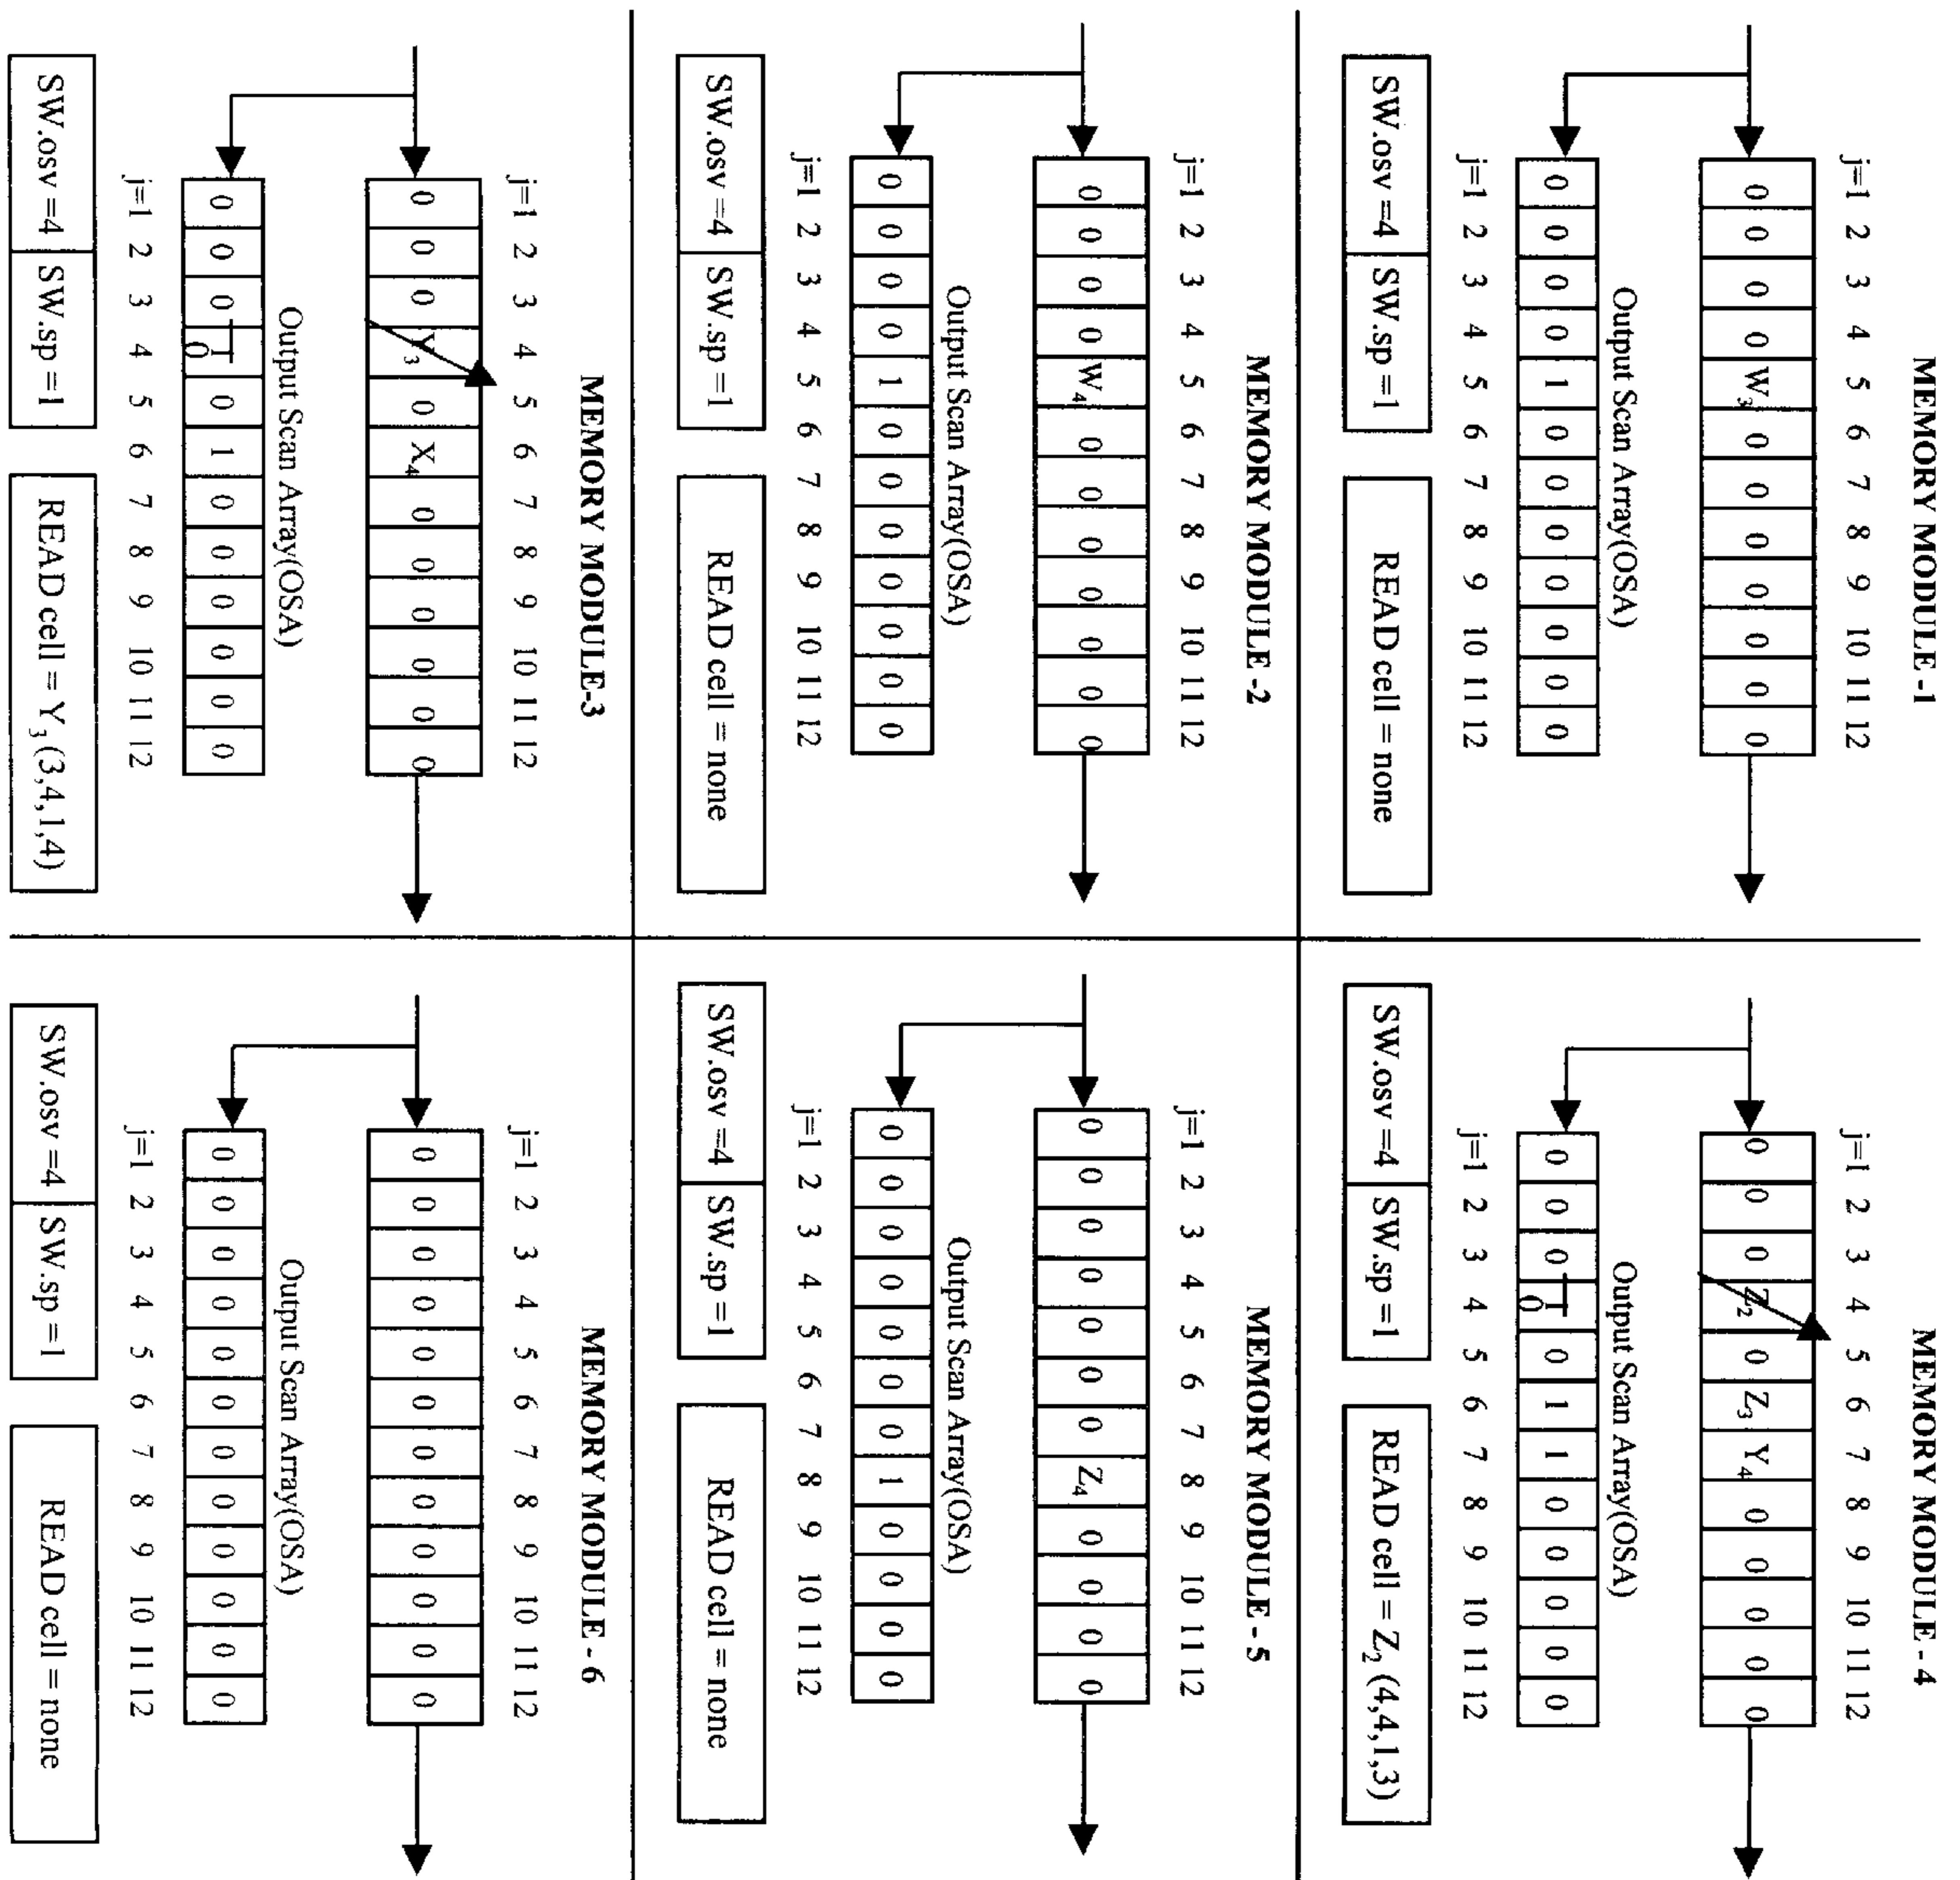 MEMORY MODULE -1
j=1 2 3 4 5 6 7 8 9 10 11 12
0 0 0 0 W₃ 0 0 0 0 0 0 0
Output Scan Array(OSA)
0 0 0 0 1 0 0 0 0 0 0 0
j=1 2 3 4 5 6 7 8 9 10 11 12
SW.osv =4 SW.sp =1 READ cell = none
MEMORY MODULE - 4
j=1 2 3 4 5 6 7 8 9 10 11 12
0 0 0 Z₂ 0 Z₃ Y₄ 0 0 0 0 0
Output Scan Array(OSA)
0 0 0 1 0 1 1 0 0 0 0 0
0
j=1 2 3 4 5 6 7 8 9 10 11 12
SW.osv =4 SW.sp =1 READ cell = Z₂ (4,4,1,3)
MEMORY MODULE -2
j=1 2 3 4 5 6 7 8 9 10 11 12
0 0 0 0 W₄ 0 0 0 0 0 0 0
Output Scan Array(OSA)
0 0 0 0 1 0 0 0 0 0 0 0
j=1 2 3 4 5 6 7 8 9 10 11 12
SW.osv =4 SW.sp =1 READ cell = none
MEMORY MODULE - 5
j=1 2 3 4 5 6 7 8 9 10 11 12
0 0 0 0 0 0 0 Z₄ 0 0 0 0
Output Scan Array(OSA)
0 0 0 0 0 0 0 1 0 0 0 0
j=1 2 3 4 5 6 7 8 9 10 11 12
SW.osv =4 SW.sp =1 READ cell = none
MEMORY MODULE-3
j=1 2 3 4 5 6 7 8 9 10 11 12
0 0 0 Y₃ 0 X₄ 0 0 0 0 0 0
Output Scan Array(OSA)
0 0 0 1 0 1 0 0 0 0 0 0
0
j=1 2 3 4 5 6 7 8 9 10 11 12
SW.osv =4 SW.sp =1 READ cell = Y₃ (3,4,1,4)
MEMORY MODULE - 6
j=1 2 3 4 5 6 7 8 9 10 11 12
0 0 0 0 0 0 0 0 0 0 0 0
Output Scan Array(OSA)
0 0 0 0 0 0 0 0 0 0 0 0
j=1 2 3 4 5 6 7 8 9 10 11 12
SW.osv =4 SW.sp =1 READ cell = none